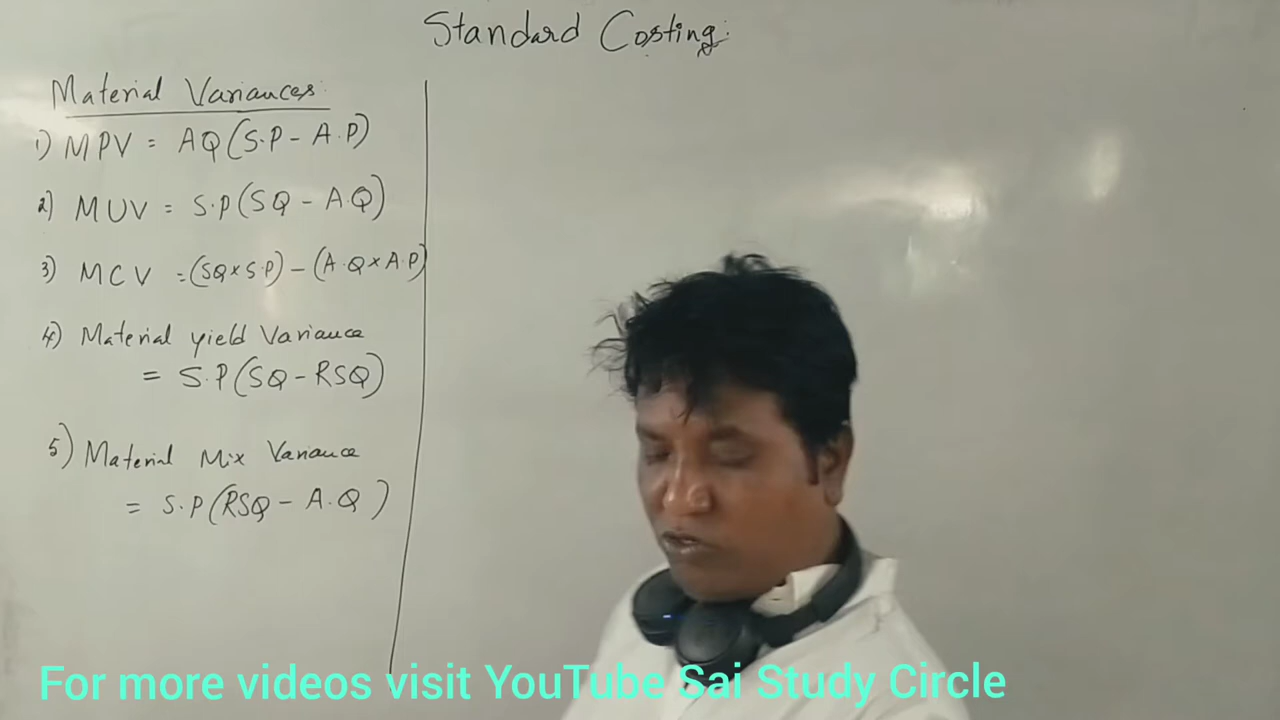 Standard Costing:
Material Variances
1) MPV = AQ(S.P - A.P)
2) MUV = S.P(SQ - A.Q)
3) MCV =(SQ×S.P) - (A.Q×A.P)
4) Material yield Variance
= S.P(SQ - RSQ)
5) Material Mix Variance
= S.P(RSQ - A.Q)
For more videos visit YouTube Sai Study Circle